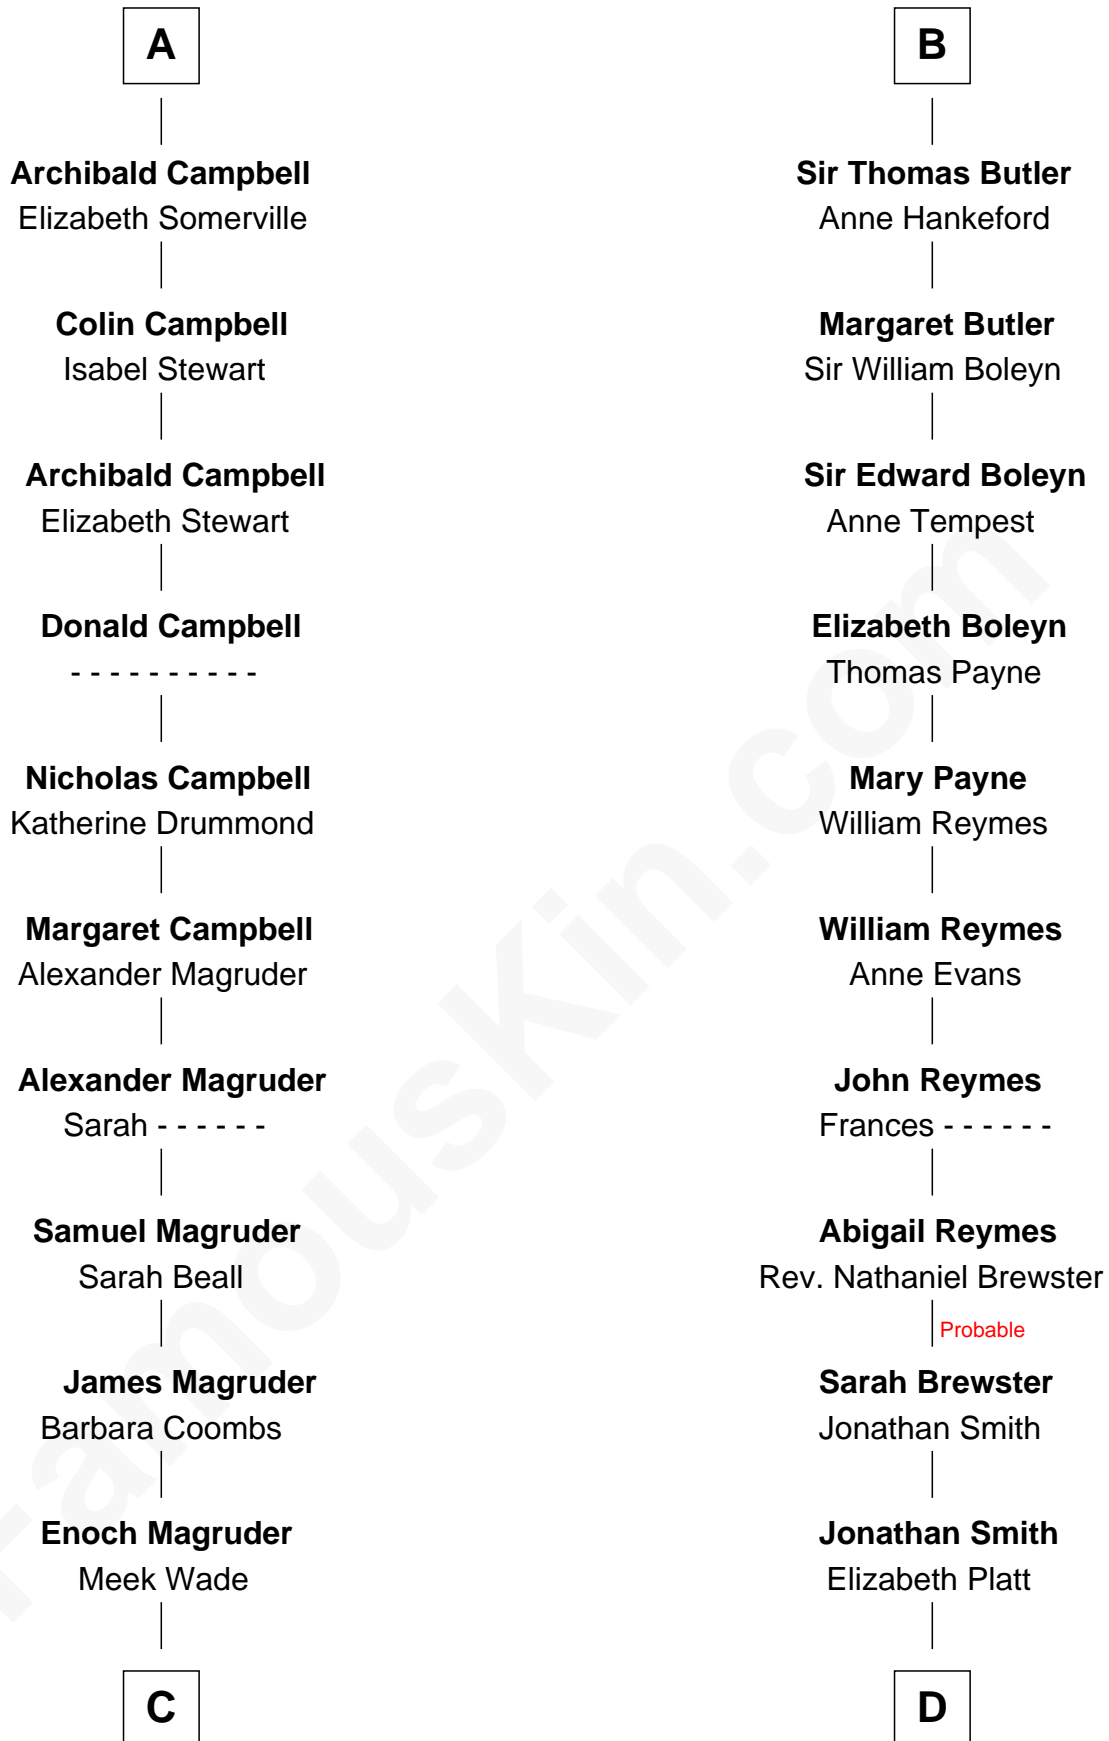 A
Archibald Campbell
Elizabeth Somerville
Colin Campbell
Isabel Stewart
Archibald Campbell
Elizabeth Stewart
Donald Campbell
- - - - - - - - - -
Nicholas Campbell
Katherine Drummond
Margaret Campbell
Alexander Magruder
Alexander Magruder
Sarah - - - - - -
Samuel Magruder
Sarah Beall
James Magruder
Barbara Coombs
Enoch Magruder
Meek Wade
C
B
Sir Thomas Butler
Anne Hankeford
Margaret Butler
Sir William Boleyn
Sir Edward Boleyn
Anne Tempest
Elizabeth Boleyn
Thomas Payne
Mary Payne
William Reymes
William Reymes
Anne Evans
John Reymes
Frances - - - - - -
Abigail Reymes
Rev. Nathaniel Brewster
Probable
Sarah Brewster
Jonathan Smith
Jonathan Smith
Elizabeth Platt
D
FamousKin.com